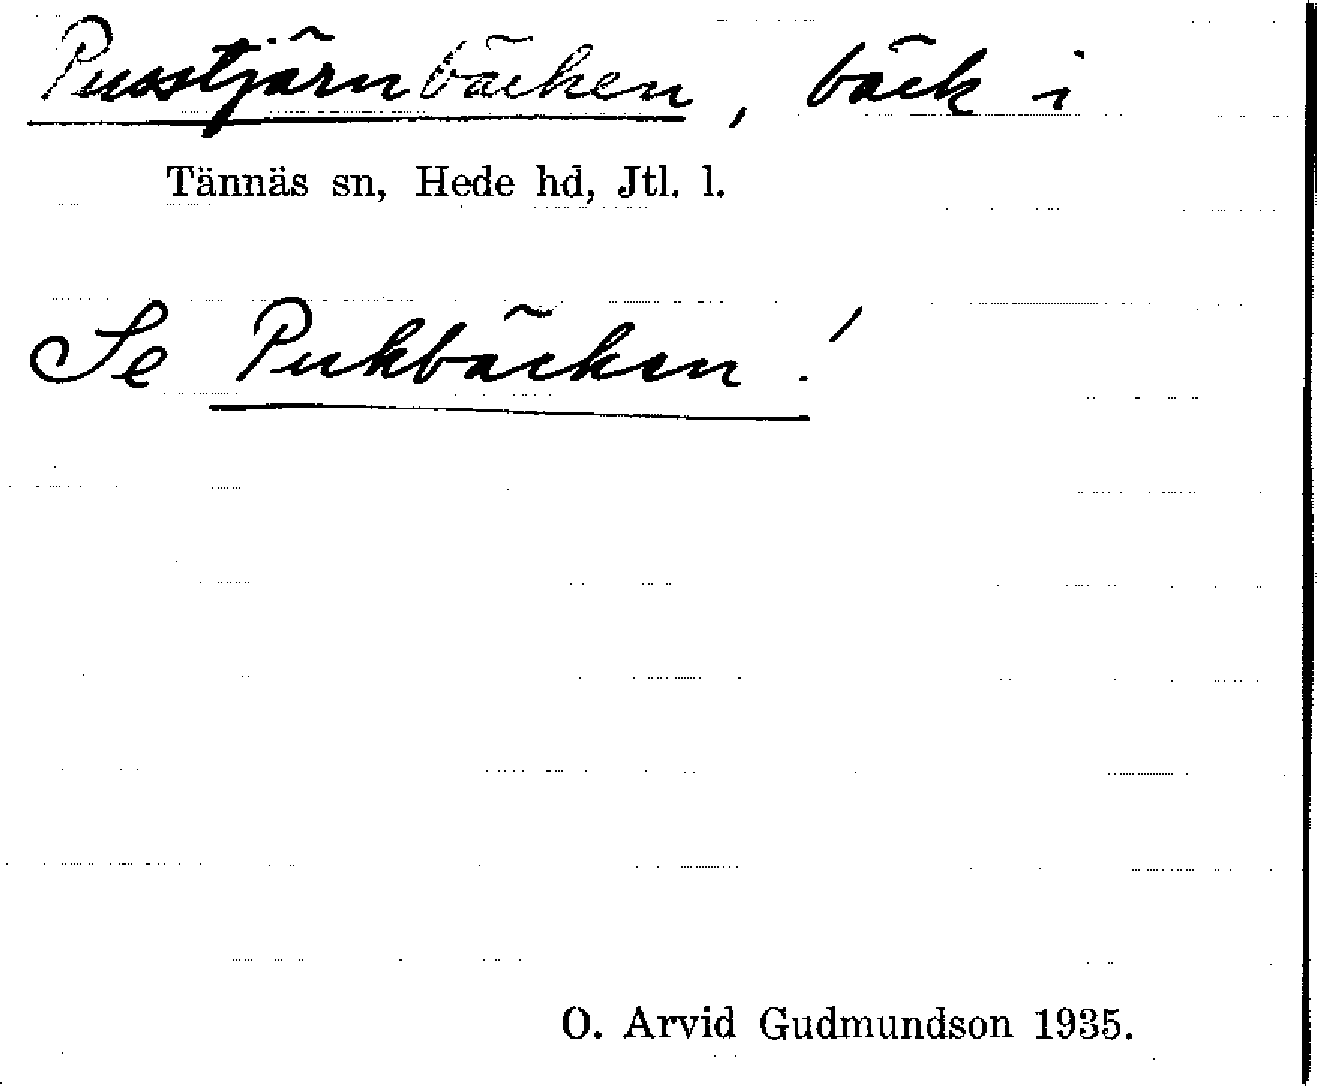 Pusstjärnbäcken, bäck i
Tännäs sn, Hede hd, Jtl. l.
Se Pukbäcken!
O. Arvid Gudmundson 1935.